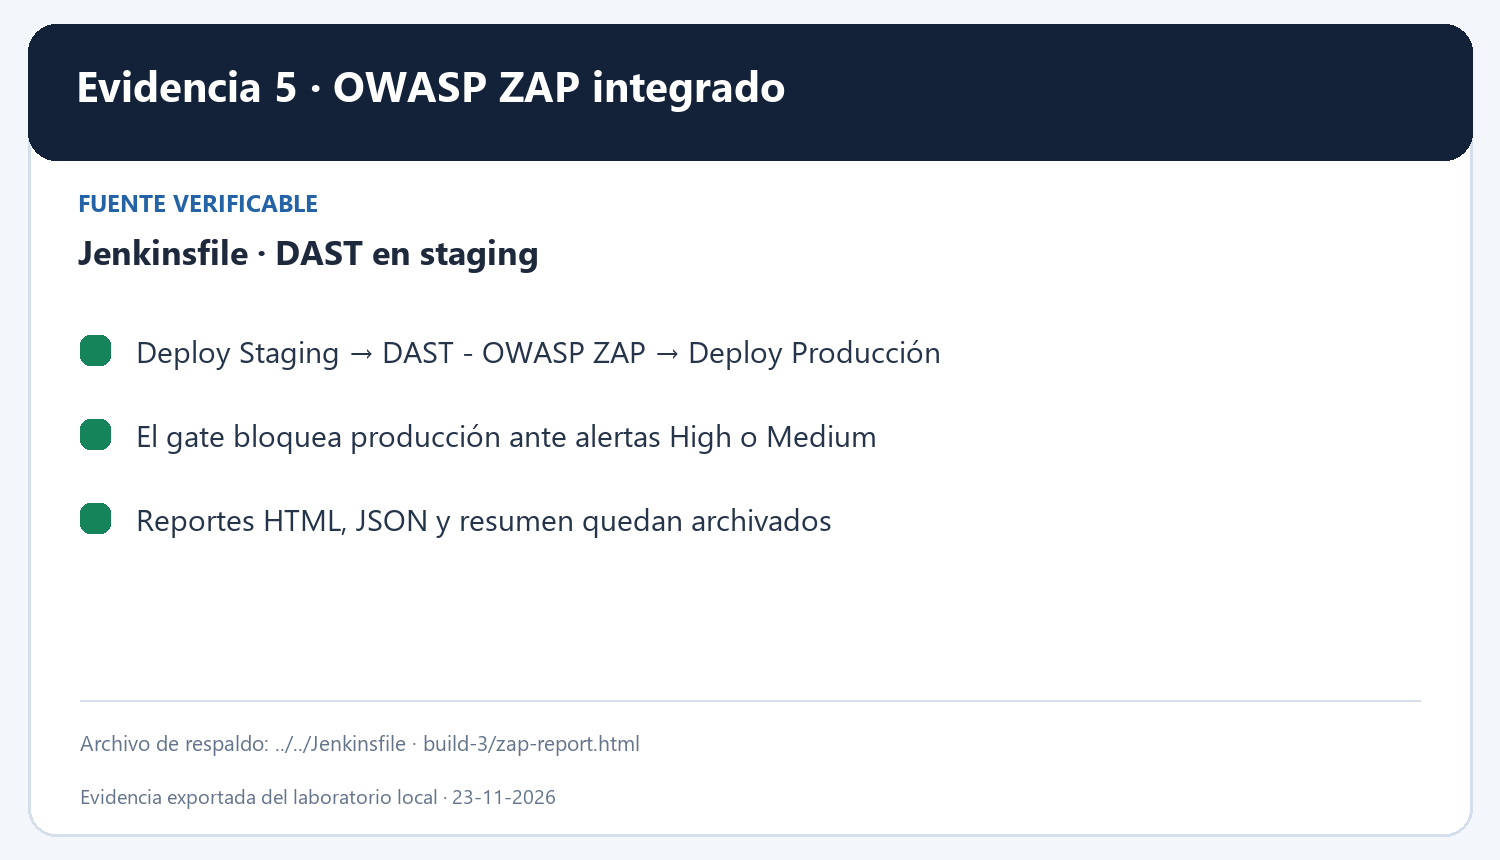 Evidencia 5 · OWASP ZAP integrado
FUENTE VERIFICABLE
Jenkinsfile · DAST en staging
Deploy Staging → DAST - OWASP ZAP → Deploy Producción
El gate bloquea producción ante alertas High o Medium
Reportes HTML, JSON y resumen quedan archivados
Archivo de respaldo: ../../Jenkinsfile · build-3/zap-report.html
Evidencia exportada del laboratorio local · 23-11-2026